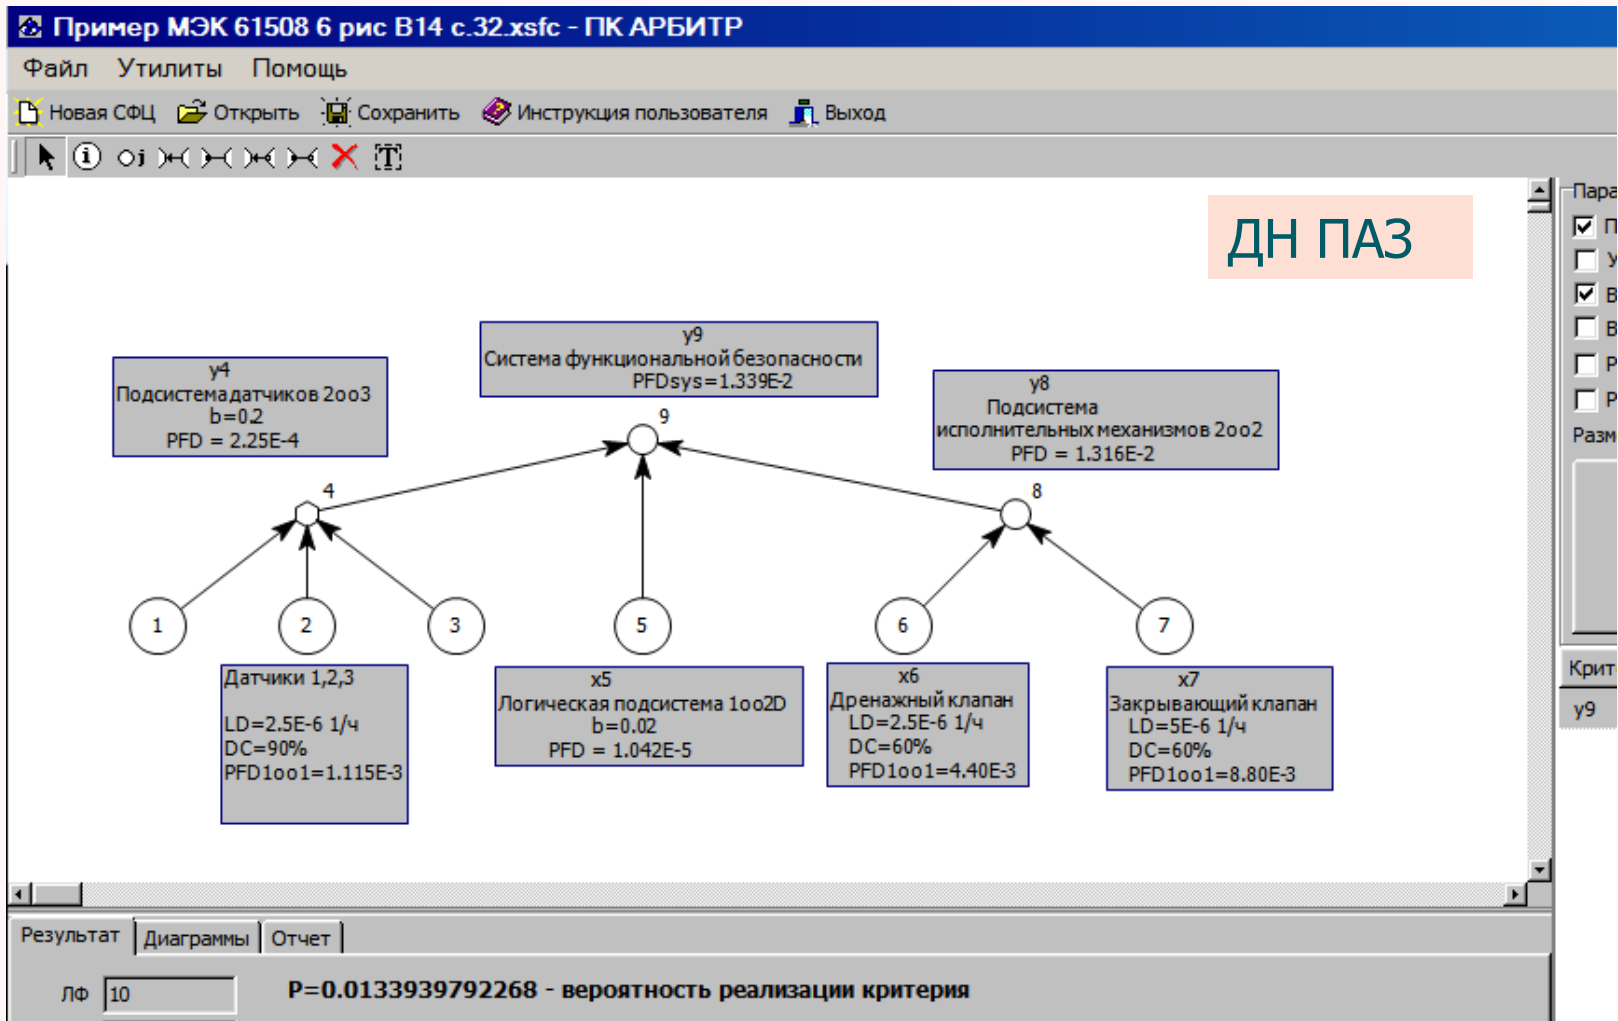 Пример МЭК 61508 6 рис В14 с.32.xsfc - ПК АРБИТР
Файл Утилиты Помощь
Новая СФЦ Открыть Сохранить Инструкция пользователя Выход
i j T
ДН ПАЗ
y9
Система функциональной безопасности
PFDsys=1.339E-2
y4
Подсистема датчиков 2oo3
b=0.2
PFD = 2.25E-4
y8
Подсистема
исполнительных механизмов 2oo2
PFD = 1.316E-2
9
4
8
1 2 3 5 6 7
Датчики 1,2,3
LD=2.5E-6 1/ч
DC=90%
PFD1oo1=1.115E-3
x5
Логическая подсистема 1oo2D
b=0.02
PFD = 1.042E-5
x6
Дренажный клапан
LD=2.5E-6 1/ч
DC=60%
PFD1oo1=4.40E-3
x7
Закрывающий клапан
LD=5E-6 1/ч
DC=60%
PFD1oo1=8.80E-3
Пара
П
У
В
В
Р
Р
Разм
Крит
y9
Результат Диаграммы Отчет
ЛФ 10 P=0.0133939792268 - вероятность реализации критерия